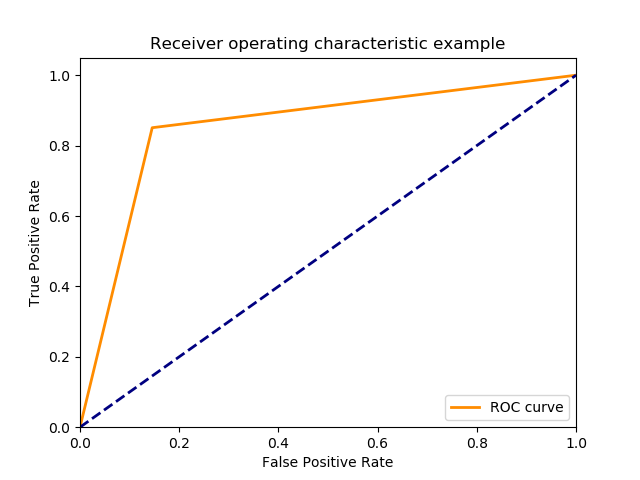 Receiver operating characteristic example
True Positive Rate
1.0
0.8
0.6
0.4
0.2
0.0
0.0 0.2 0.4 0.6 0.8 1.0
False Positive Rate
ROC curve